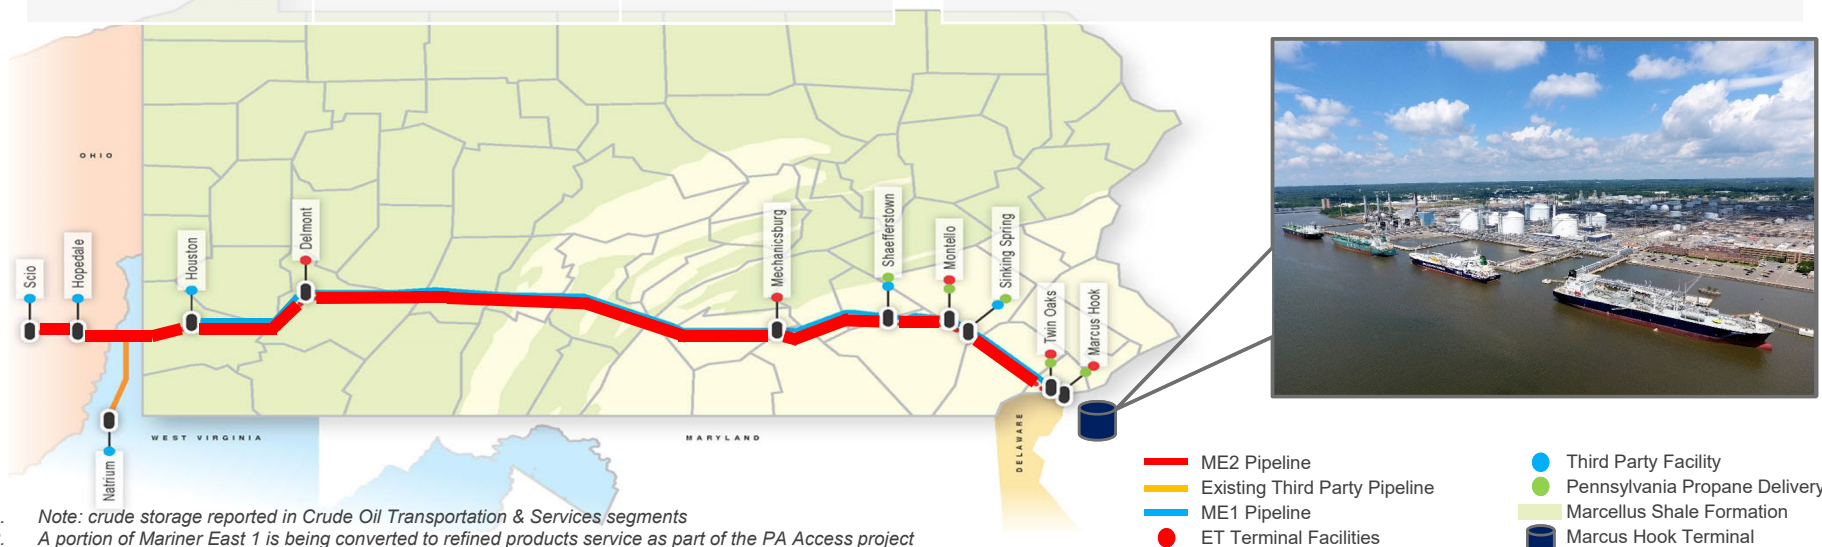 OHIO
Scio
Hopedale
Houston
Delmont
Mechanicsburg
Shaefferstown
Montello
Sinking Spring
Twin Oaks
Marcus Hook
Natrium
WEST VIRGINIA
MARYLAND
DELAWARE
ME2 Pipeline
Existing Third Party Pipeline
ME1 Pipeline
ET Terminal Facilities
Third Party Facility
Pennsylvania Propane Delivery
Marcellus Shale Formation
Marcus Hook Terminal
Note: crude storage reported in Crude Oil Transportation & Services segments
A portion of Mariner East 1 is being converted to refined products service as part of the PA Access project